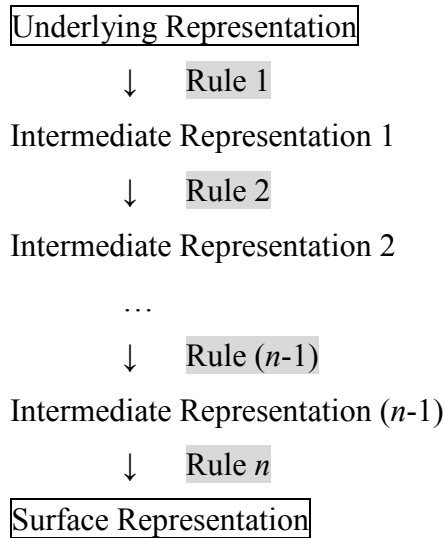 Underlying Representation
↓ Rule 1
Intermediate Representation 1
↓ Rule 2
Intermediate Representation 2
…
↓ Rule (n-1)
Intermediate Representation (n-1)
↓ Rule n
Surface Representation